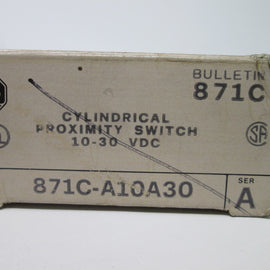 BULLETIN
871C
CYLINDRICAL
PROXIMITY SWITCH
10-30 VDC
871C-A10A30
SER
A